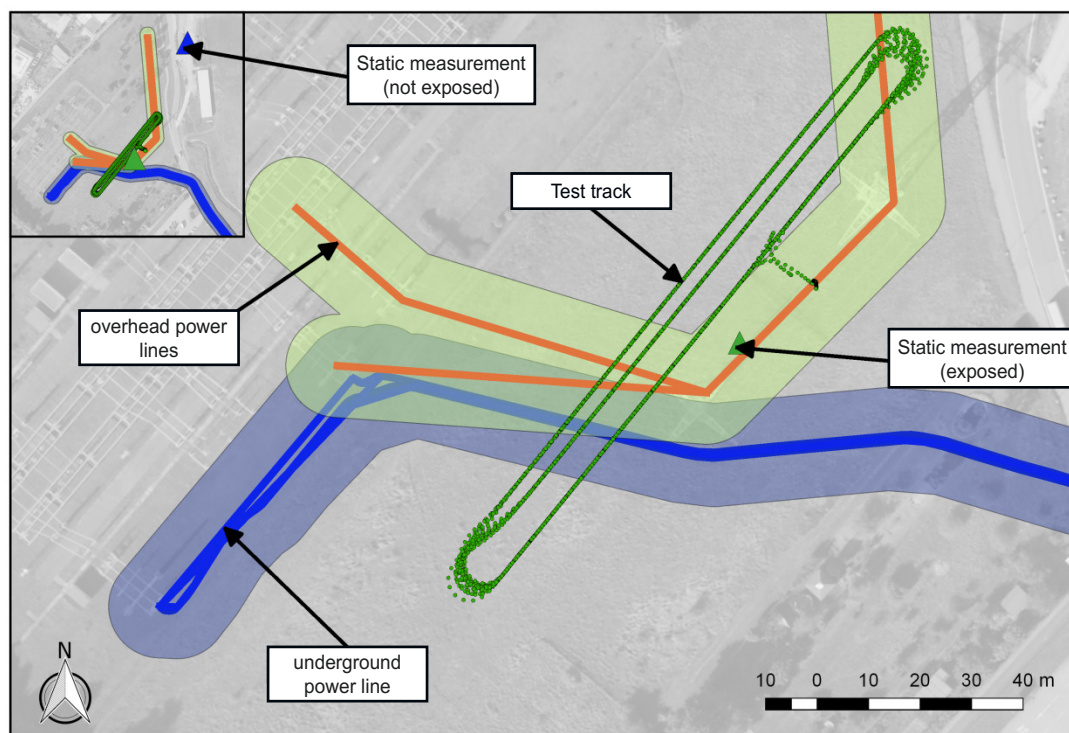 Static measurement
(not exposed)
Test track
overhead power
lines
Static measurement
(exposed)
underground
power line
N
10 0 10 20 30 40 m